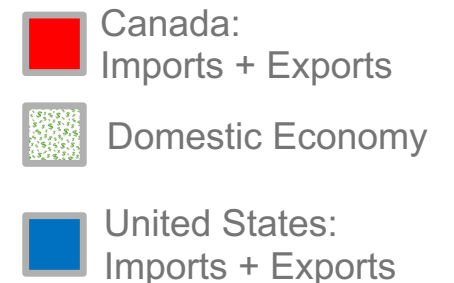 Canada:
Imports + Exports
Domestic Economy
United States:
Imports + Exports